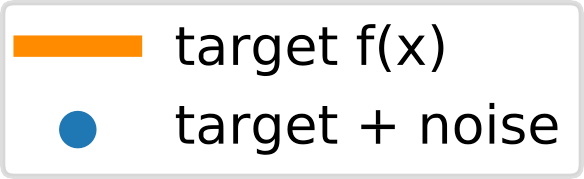 target f(x)
target + noise